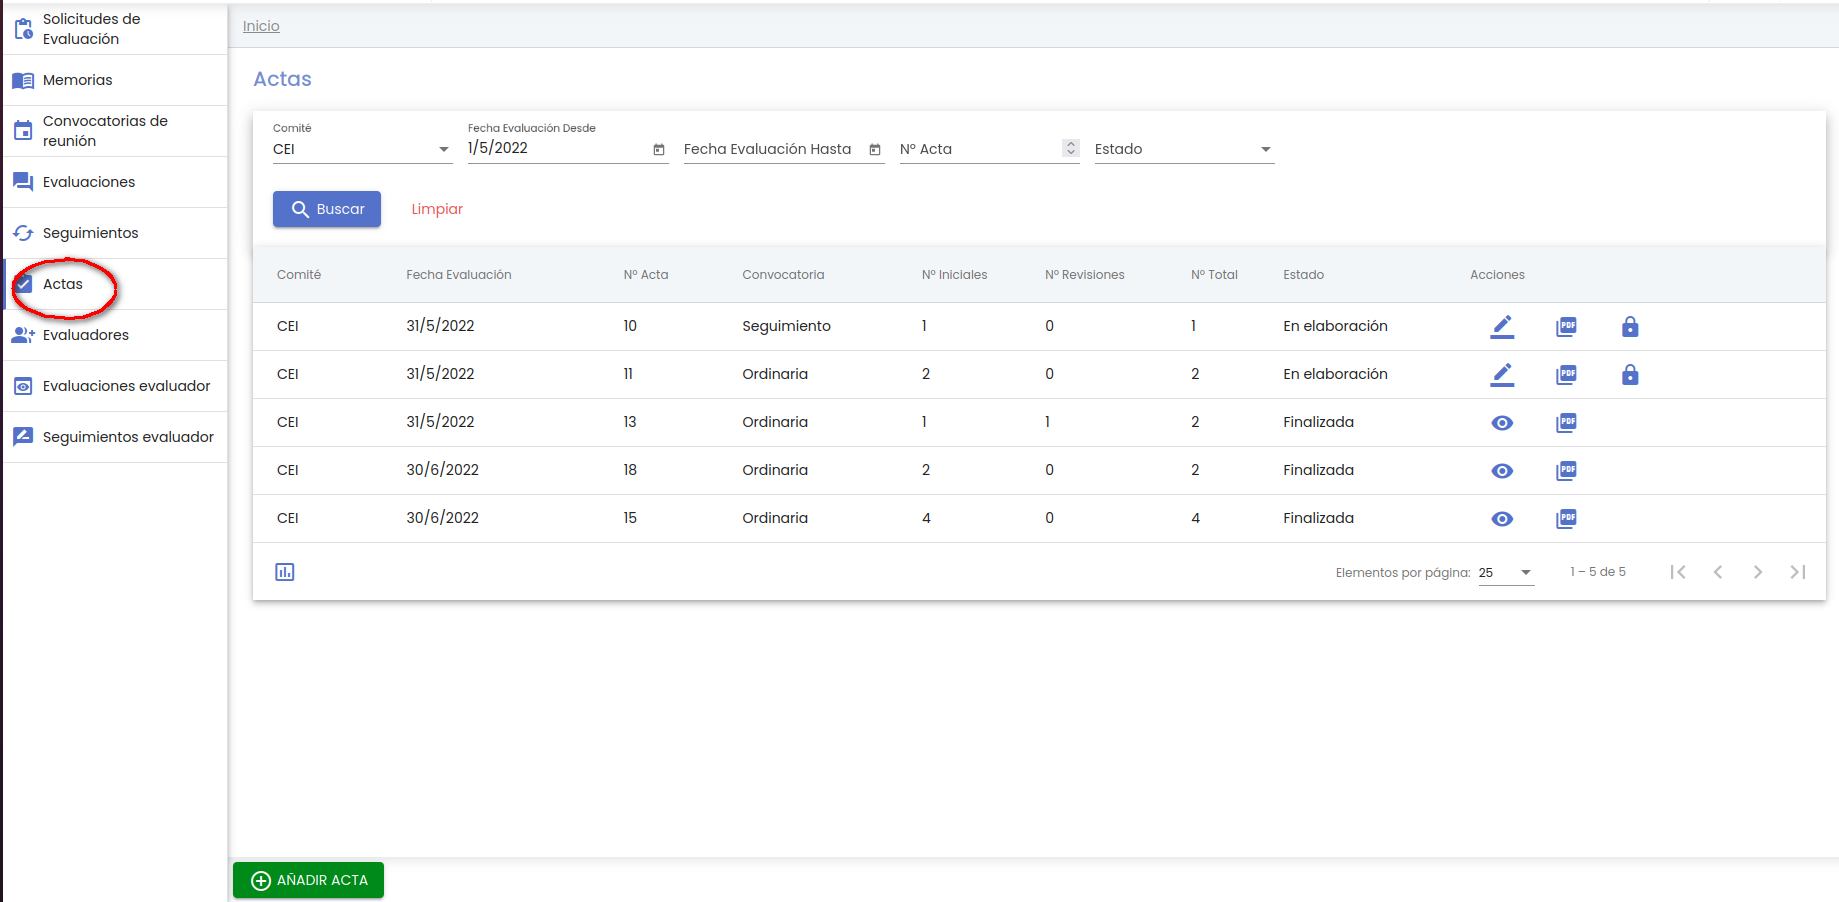 Solicitudes de
Evaluación
Memorias
Convocatorias de
reunión
Evaluaciones
Seguimientos
Actas
Evaluadores
Evaluaciones evaluador
Seguimientos evaluador
Inicio
Actas
Comité
CEI
Fecha Evaluación Desde
1/5/2022
Fecha Evaluación Hasta
Nº Acta
Estado
Buscar
Limpiar
Comité Fecha Evaluación Nº Acta Convocatoria Nº Iniciales Nº Revisiones Nº Total Estado Acciones
CEI 31/5/2022 10 Seguimiento 1 0 1 En elaboración PDF
CEI 31/5/2022 11 Ordinaria 2 0 2 En elaboración PDF
CEI 31/5/2022 13 Ordinaria 1 1 2 Finalizada PDF
CEI 30/6/2022 18 Ordinaria 2 0 2 Finalizada PDF
CEI 30/6/2022 15 Ordinaria 4 0 4 Finalizada PDF
Elementos por página: 25 1 – 5 de 5
AÑADIR ACTA